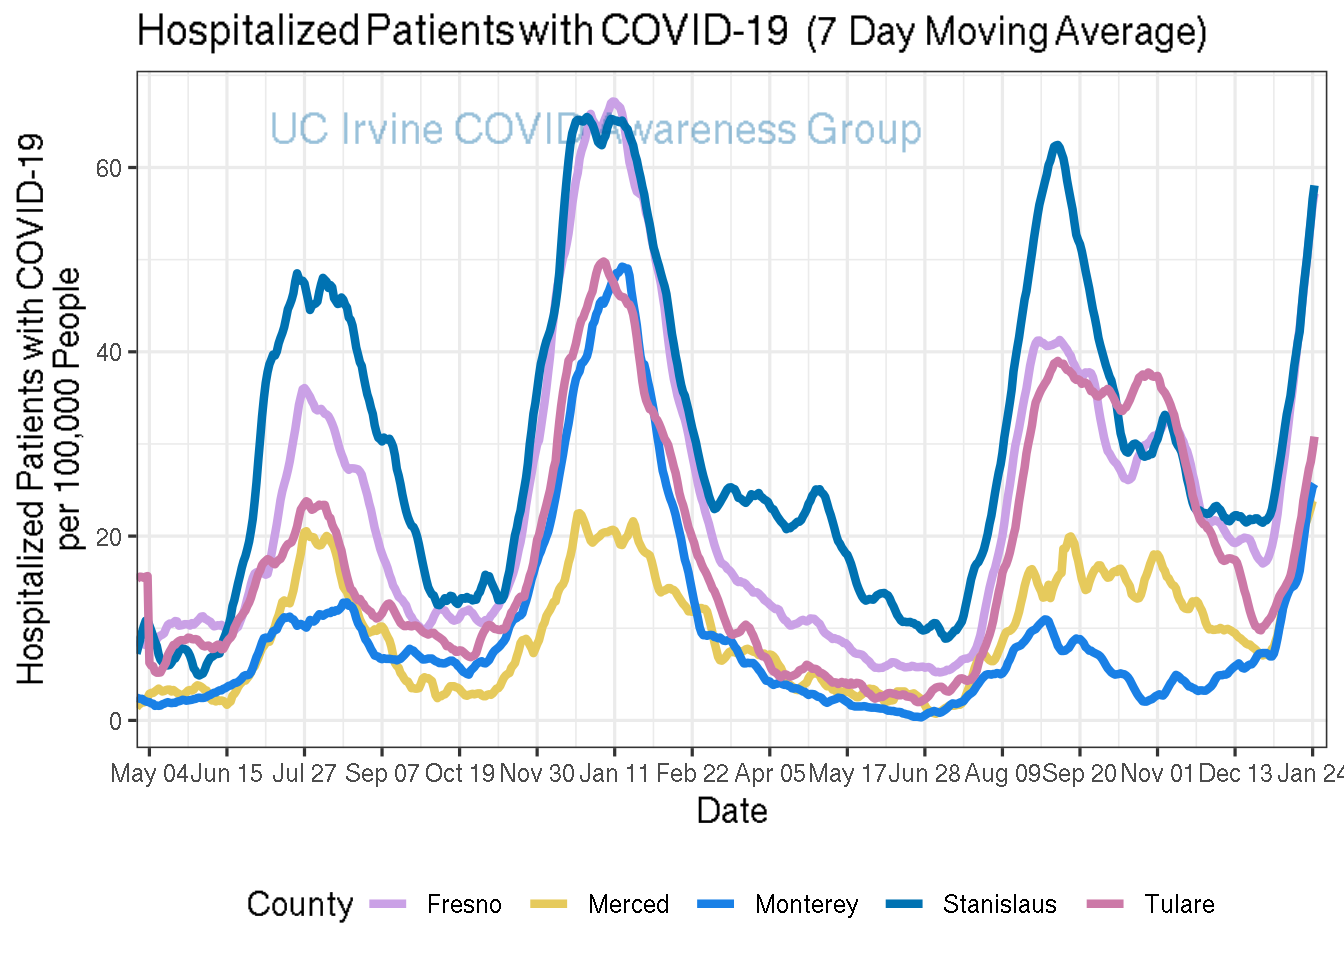 Hospitalized Patients with COVID-19 (7 Day Moving Average)
UC Irvine COVID Awareness Group
Hospitalized Patients with COVID-19
per 100,000 People
60
40
20
0
May 04 Jun 15 Jul 27 Sep 07 Oct 19 Nov 30 Jan 11 Feb 22 Apr 05 May 17 Jun 28 Aug 09 Sep 20 Nov 01 Dec 13 Jan 24
Date
County Fresno Merced Monterey Stanislaus Tulare